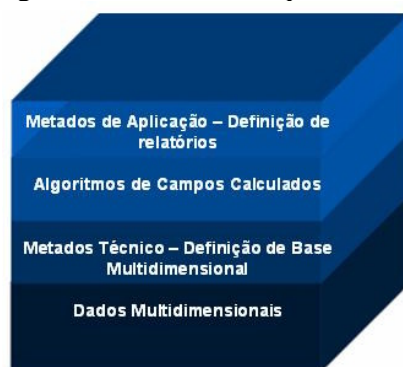 Metados de Aplicação – Definição de
relatórios
Algoritmos de Campos Calculados
Metados Técnico – Definição de Base
Multidimensional
Dados Multidimensionais